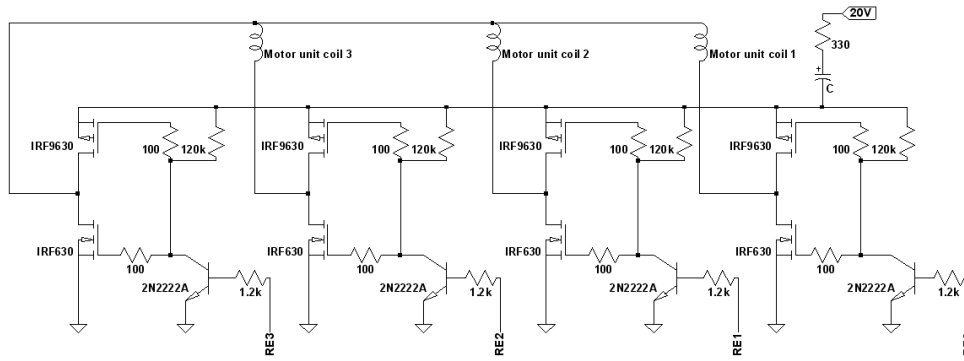 20V
330
Motor unit coil 3
Motor unit coil 2
Motor unit coil 1
+
C
IRF9630
100
120k
IRF9630
100
120k
IRF9630
100
120k
IRF9630
100
120k
IRF630
100
IRF630
100
IRF630
100
IRF630
100
2N2222A
1.2k
2N2222A
1.2k
2N2222A
1.2k
2N2222A
1.2k
RE3
RE2
RE1